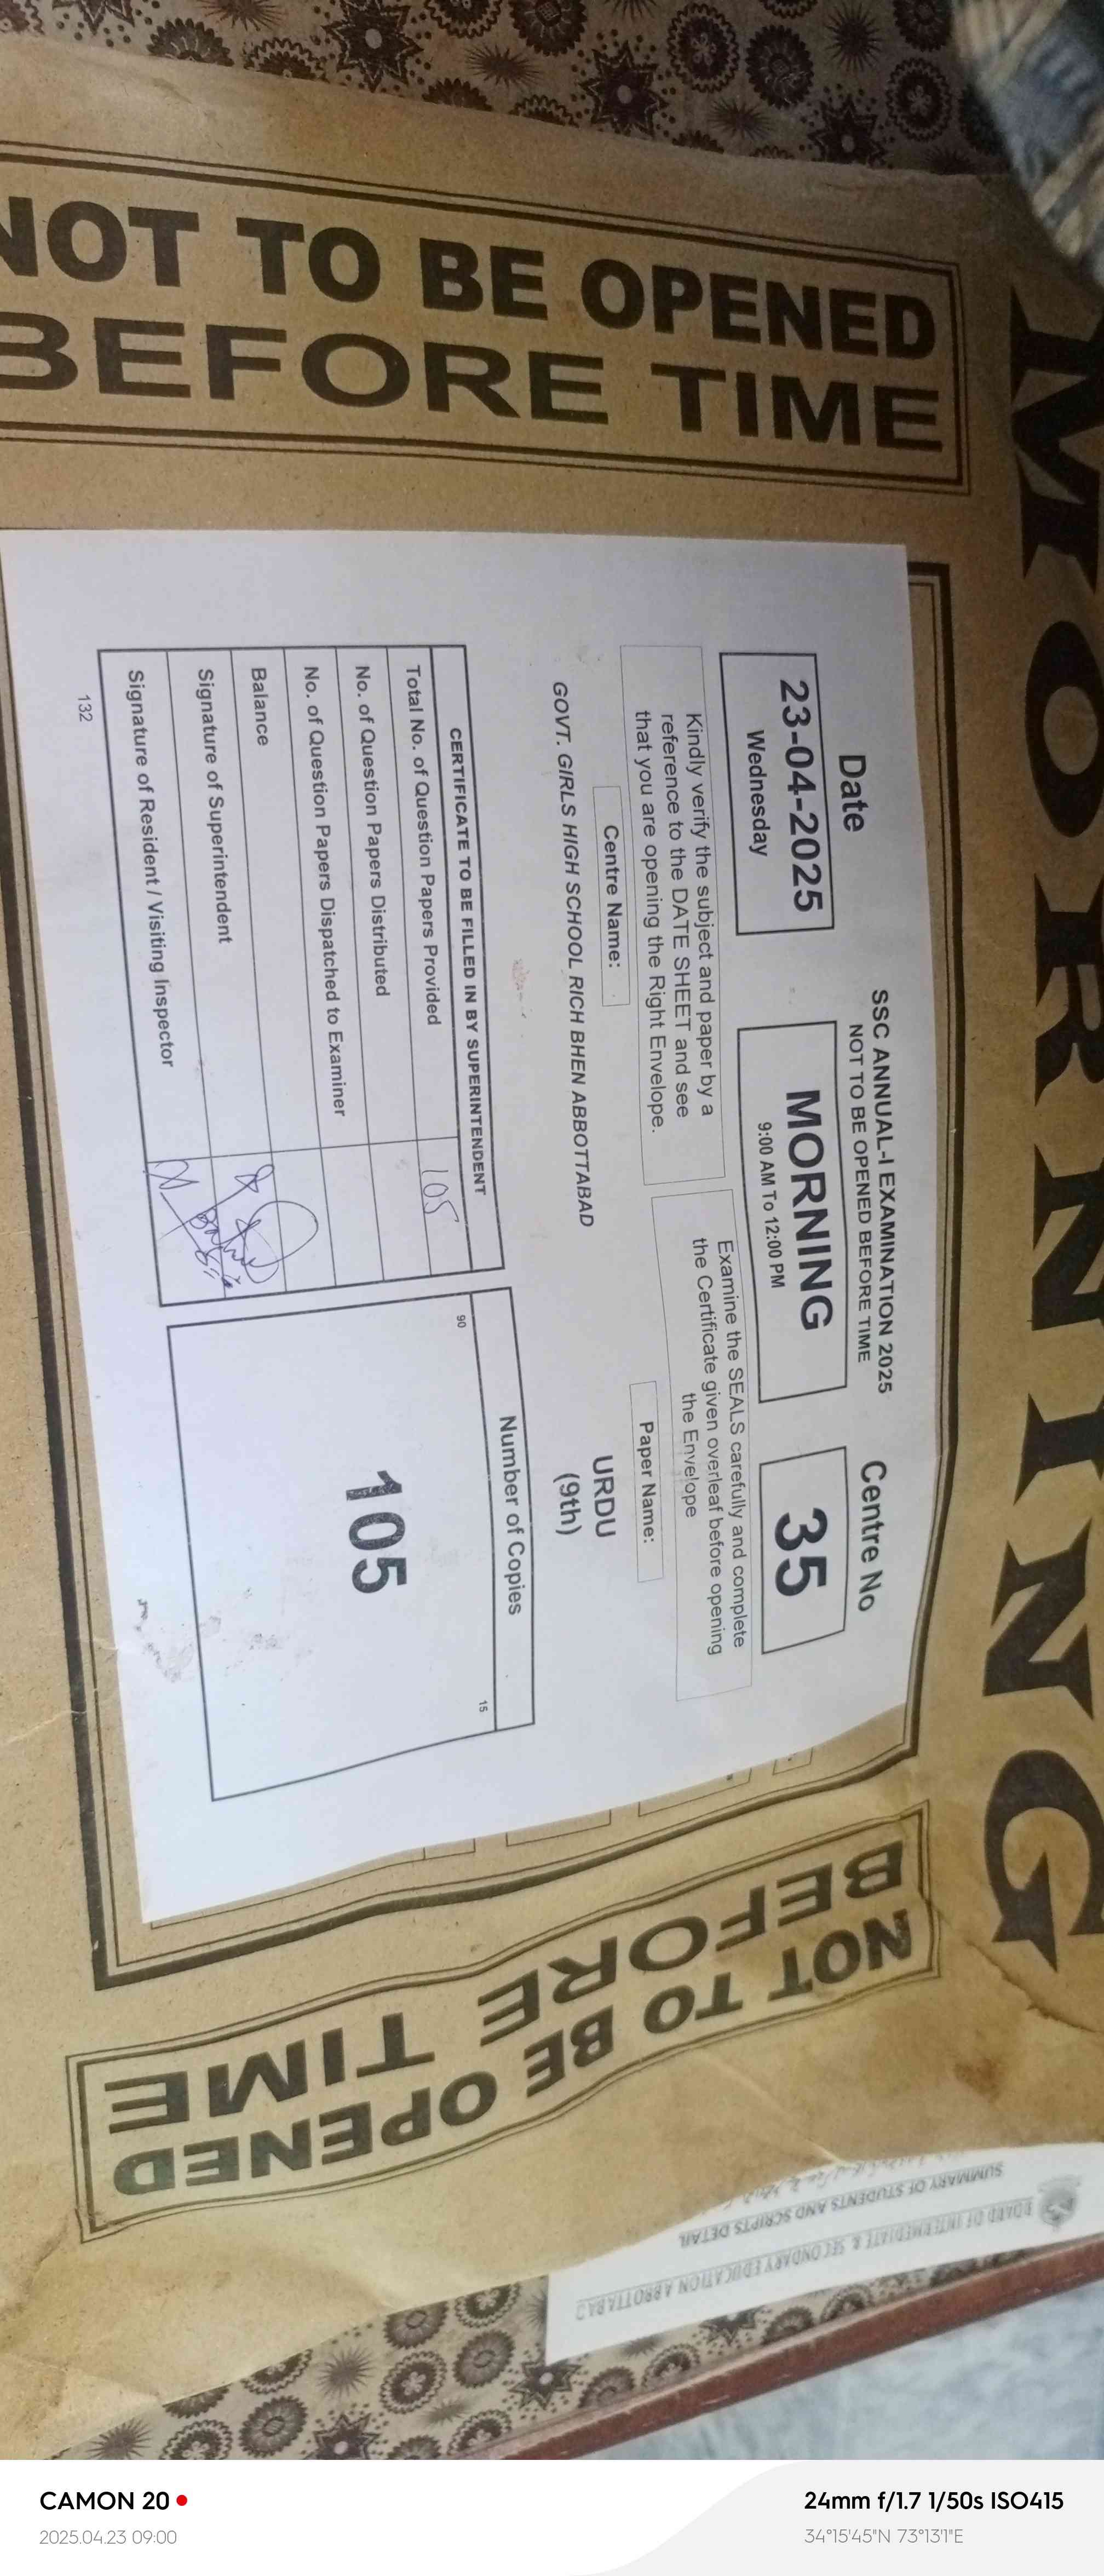 MORNING
NOT TO BE OPENED
BEFORE TIME
SSC ANNUAL-I EXAMINATION 2025
NOT TO BE OPENED BEFORE TIME
Date
23-04-2025
Wednesday
MORNING
9:00 AM To 12:00 PM
Centre No
35
Kindly verify the subject and paper by a
reference to the DATE SHEET and see
that you are opening the Right Envelope.
Examine the SEALS carefully and complete
the Certificate given overleaf before opening
the Envelope
Centre Name:
GOVT. GIRLS HIGH SCHOOL RICH BHEN ABBOTTABAD
Paper Name:
URDU
(9th)
CERTIFICATE TO BE FILLED IN BY SUPERINTENDENT
Total No. of Question Papers Provided 105
No. of Question Papers Distributed
No. of Question Papers Dispatched to Examiner
Balance
Signature of Superintendent
Signature of Resident / Visiting Inspector
132
Number of Copies
90
15
105
NOT TO BE OPENED
BEFORE TIME
BOARD OF INTERMEDIATE & SECONDARY EDUCATION ABBOTTABAD
SUMMARY OF STUDENTS AND SCRIPTS DETAIL
CAMON 20
2025.04.23 09:00
24mm f/1.7 1/50s ISO415
34°15'45"N 73°13'1"E